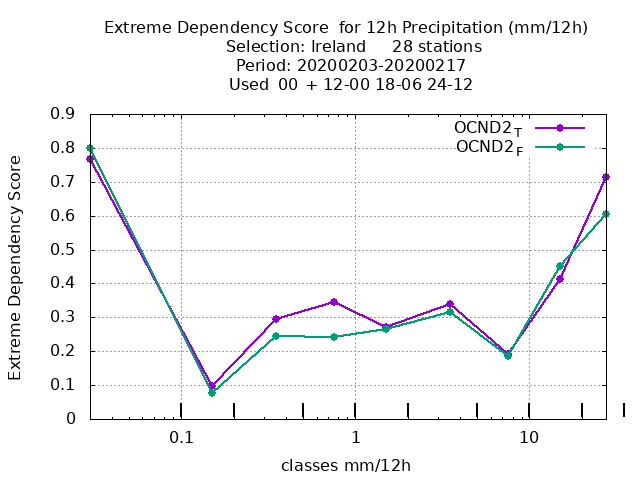 Extreme Dependency Score  for 12h Precipitation (mm/12h)
Selection: Ireland     28 stations
Period: 20200203-20200217
Used  00 + 12-00 18-06 24-12
OCND2T
OCND2F
Extreme Dependency Score
0.9
0.8
0.7
0.6
0.5
0.4
0.3
0.2
0.1
0
0.1 1 10
classes mm/12h